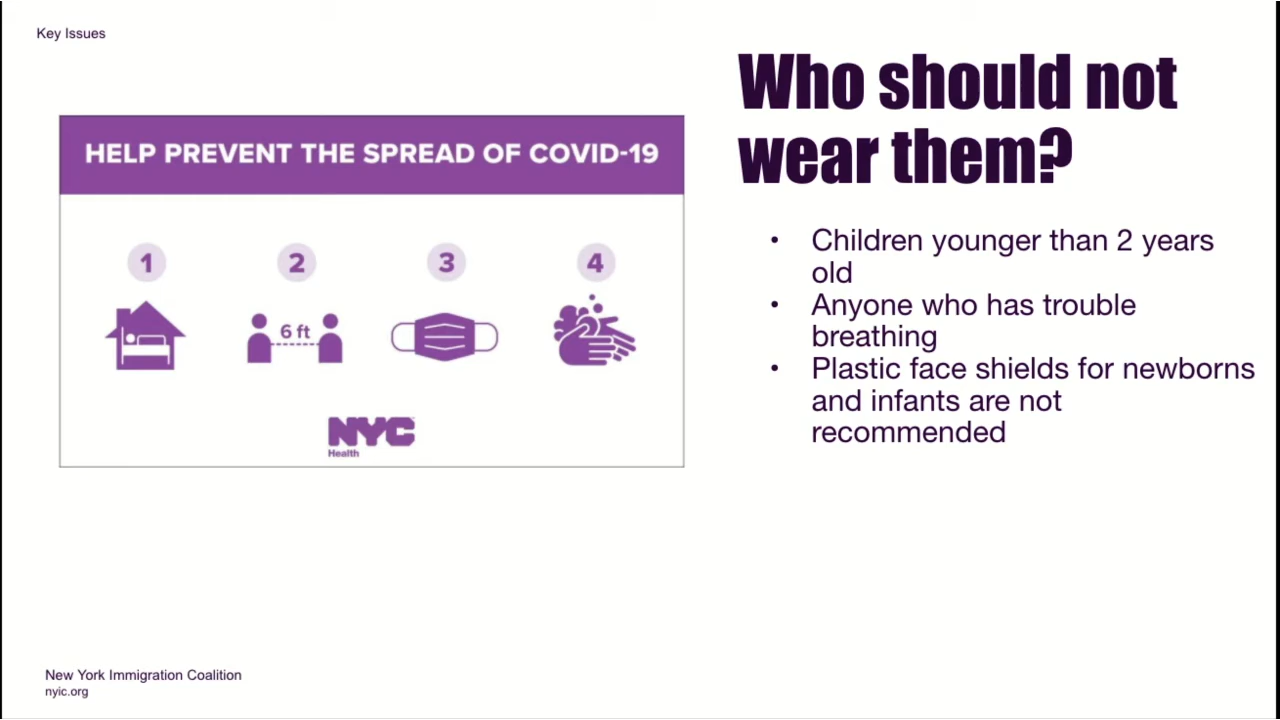 Key Issues
HELP PREVENT THE SPREAD OF COVID-19
1
2
3
4
6 ft
NYC
Health
Who should not
wear them?
• Children younger than 2 years
old
• Anyone who has trouble
breathing
• Plastic face shields for newborns
and infants are not
recommended
New York Immigration Coalition
nyic.org